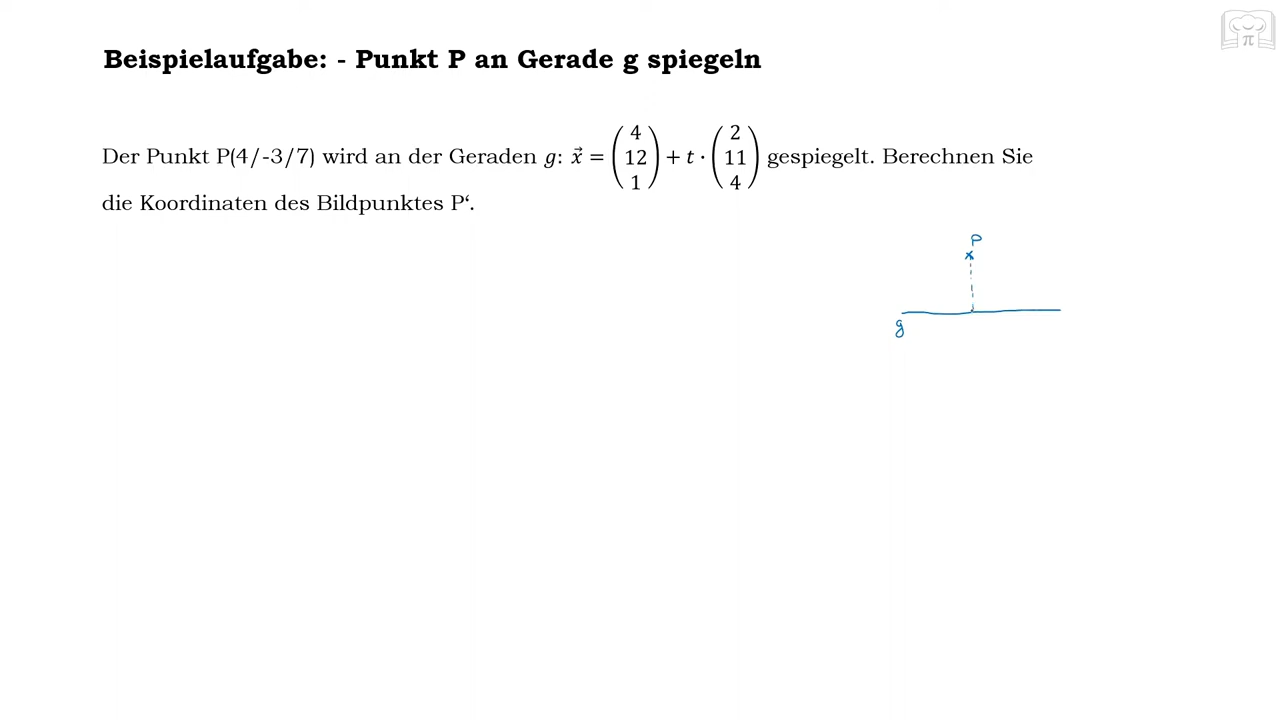 Beispielaufgabe: - Punkt P an Gerade g spiegeln
Der Punkt P(4/-3/7) wird an der Geraden g: x⃗ = (4 12 1) + t · (2 11 4) gespiegelt. Berechnen Sie
die Koordinaten des Bildpunktes P‘.
P
g
π